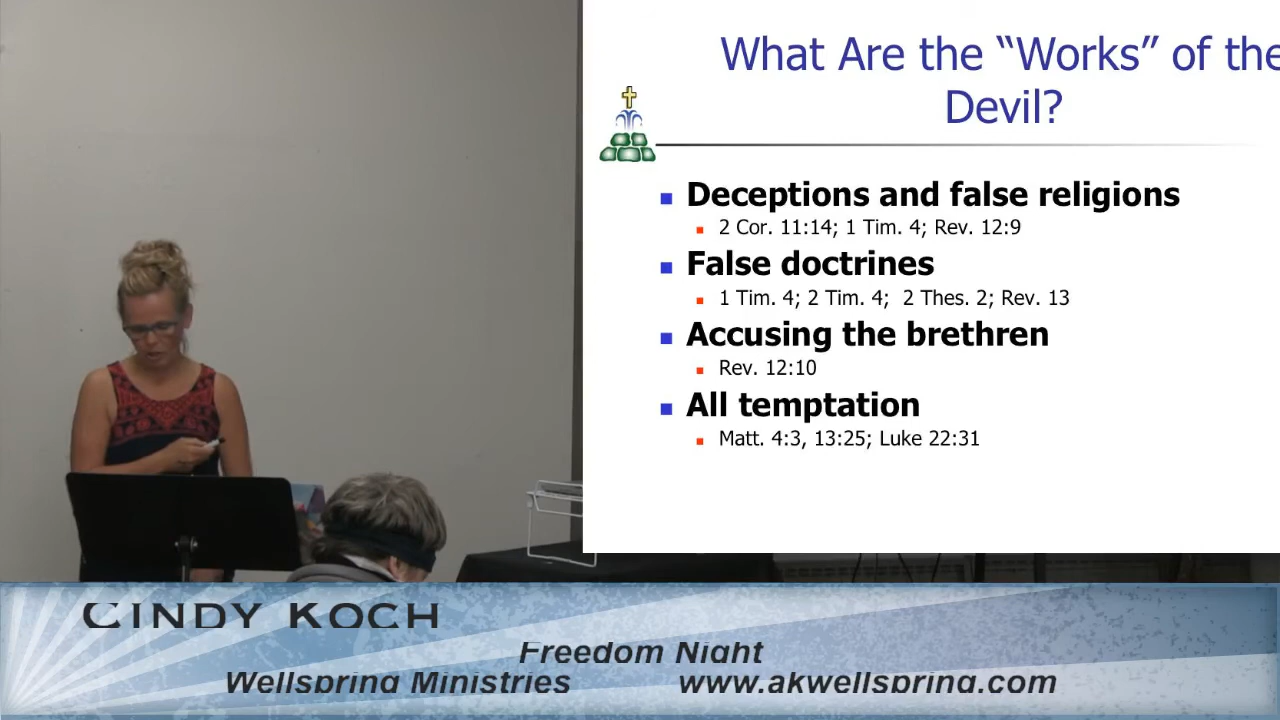 What Are the “Works” of the
Devil?
Deceptions and false religions
2 Cor. 11:14; 1 Tim. 4; Rev. 12:9
False doctrines
1 Tim. 4; 2 Tim. 4; 2 Thes. 2; Rev. 13
Accusing the brethren
Rev. 12:10
All temptation
Matt. 4:3, 13:25; Luke 22:31
CINDY KOCH
Freedom Night
Wellspring Ministries www.akwellspring.com